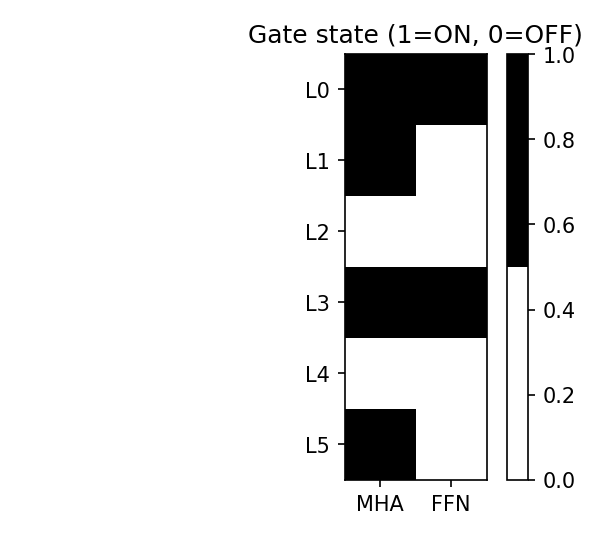 Gate state (1=ON, 0=OFF)
L0
L1
L2
L3
L4
L5
MHA FFN
1.0
0.8
0.6
0.4
0.2
0.0